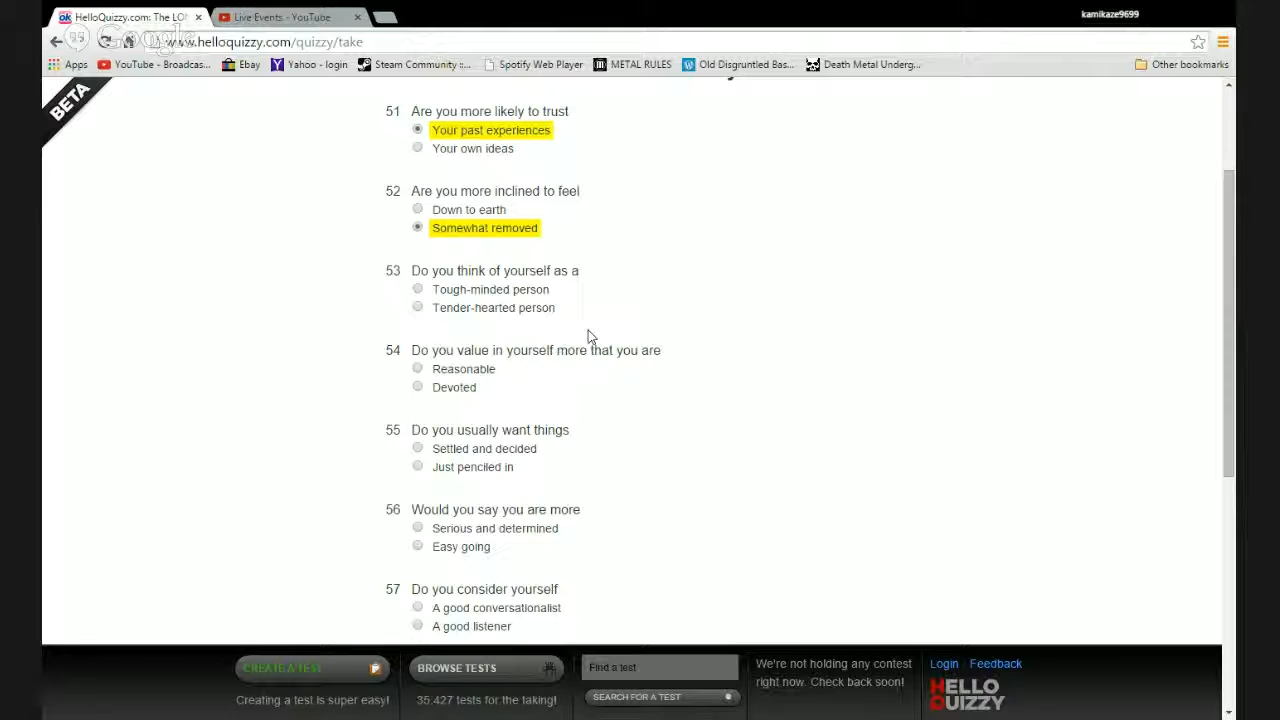 HelloQuizzy.com: The LO
Live Events - YouTube
kamikaze9699
Google
www.helloquizzy.com/quizzy/take
Apps
YouTube - Broadcas...
Ebay
Yahoo - login
Steam Community :...
Spotify Web Player
METAL RULES
Old Disgruntled Bas...
Death Metal Underg...
Other bookmarks
BETA
51 Are you more likely to trust
Your past experiences
Your own ideas
52 Are you more inclined to feel
Down to earth
Somewhat removed
53 Do you think of yourself as a
Tough-minded person
Tender-hearted person
54 Do you value in yourself more that you are
Reasonable
Devoted
55 Do you usually want things
Settled and decided
Just penciled in
56 Would you say you are more
Serious and determined
Easy going
57 Do you consider yourself
A good conversationalist
A good listener
CREATE A TEST
Creating a test is super easy!
BROWSE TESTS
35,427 tests for the taking!
Find a test
SEARCH FOR A TEST
We're not holding any contest
right now. Check back soon!
Login / Feedback
HELLO
QUIZZY